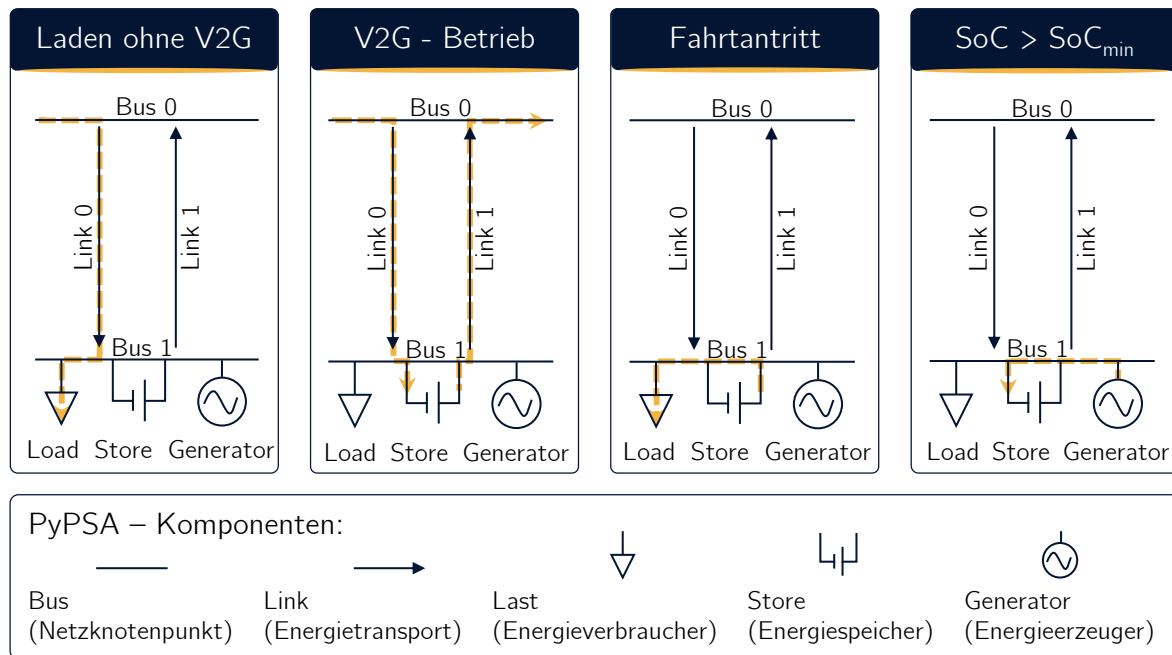 Laden ohne V2G
Bus 0
Link 0
Link 1
Bus 1
Load Store Generator
V2G - Betrieb
Bus 0
Link 0
Link 1
Bus 1
Load Store Generator
Fahrtantritt
Bus 0
Link 0
Link 1
Bus 1
Load Store Generator
SoC > SoCmin
Bus 0
Link 0
Link 1
Bus 1
Load Store Generator
PyPSA – Komponenten:
Bus
(Netzknotenpunkt)
Link
(Energietransport)
Last
(Energieverbraucher)
Store
(Energiespeicher)
Generator
(Energieerzeuger)